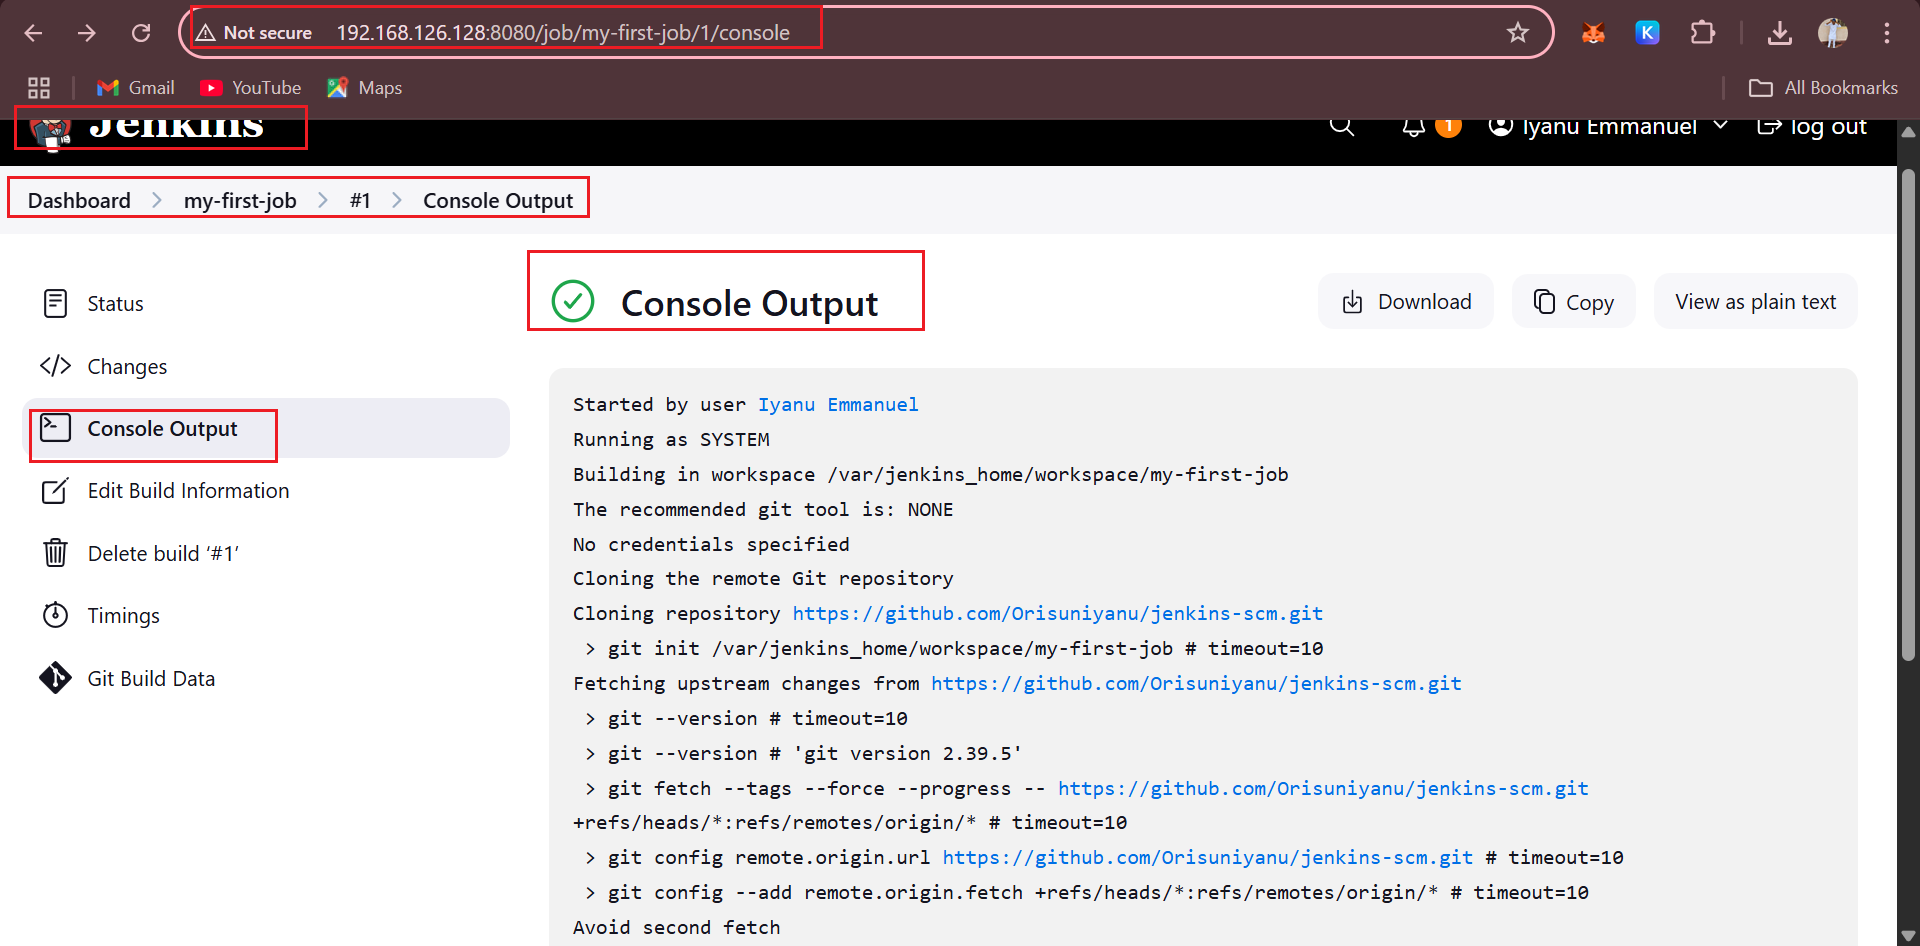 Not secure 192.168.126.128:8080/job/my-first-job/1/console
K
Gmail YouTube Maps All Bookmarks
Jenkins 1 Iyanu Emmanuel log out
Dashboard my-first-job #1 Console Output
Console Output Download Copy View as plain text
Status
Changes
Console Output
Edit Build Information
Delete build ‘#1’
Timings
Git Build Data
Started by user Iyanu Emmanuel
Running as SYSTEM
Building in workspace /var/jenkins_home/workspace/my-first-job
The recommended git tool is: NONE
No credentials specified
Cloning the remote Git repository
Cloning repository https://github.com/Orisuniyanu/jenkins-scm.git
> git init /var/jenkins_home/workspace/my-first-job # timeout=10
Fetching upstream changes from https://github.com/Orisuniyanu/jenkins-scm.git
> git --version # timeout=10
> git --version # 'git version 2.39.5'
> git fetch --tags --force --progress -- https://github.com/Orisuniyanu/jenkins-scm.git
+refs/heads/*:refs/remotes/origin/* # timeout=10
> git config remote.origin.url https://github.com/Orisuniyanu/jenkins-scm.git # timeout=10
> git config --add remote.origin.fetch +refs/heads/*:refs/remotes/origin/* # timeout=10
Avoid second fetch